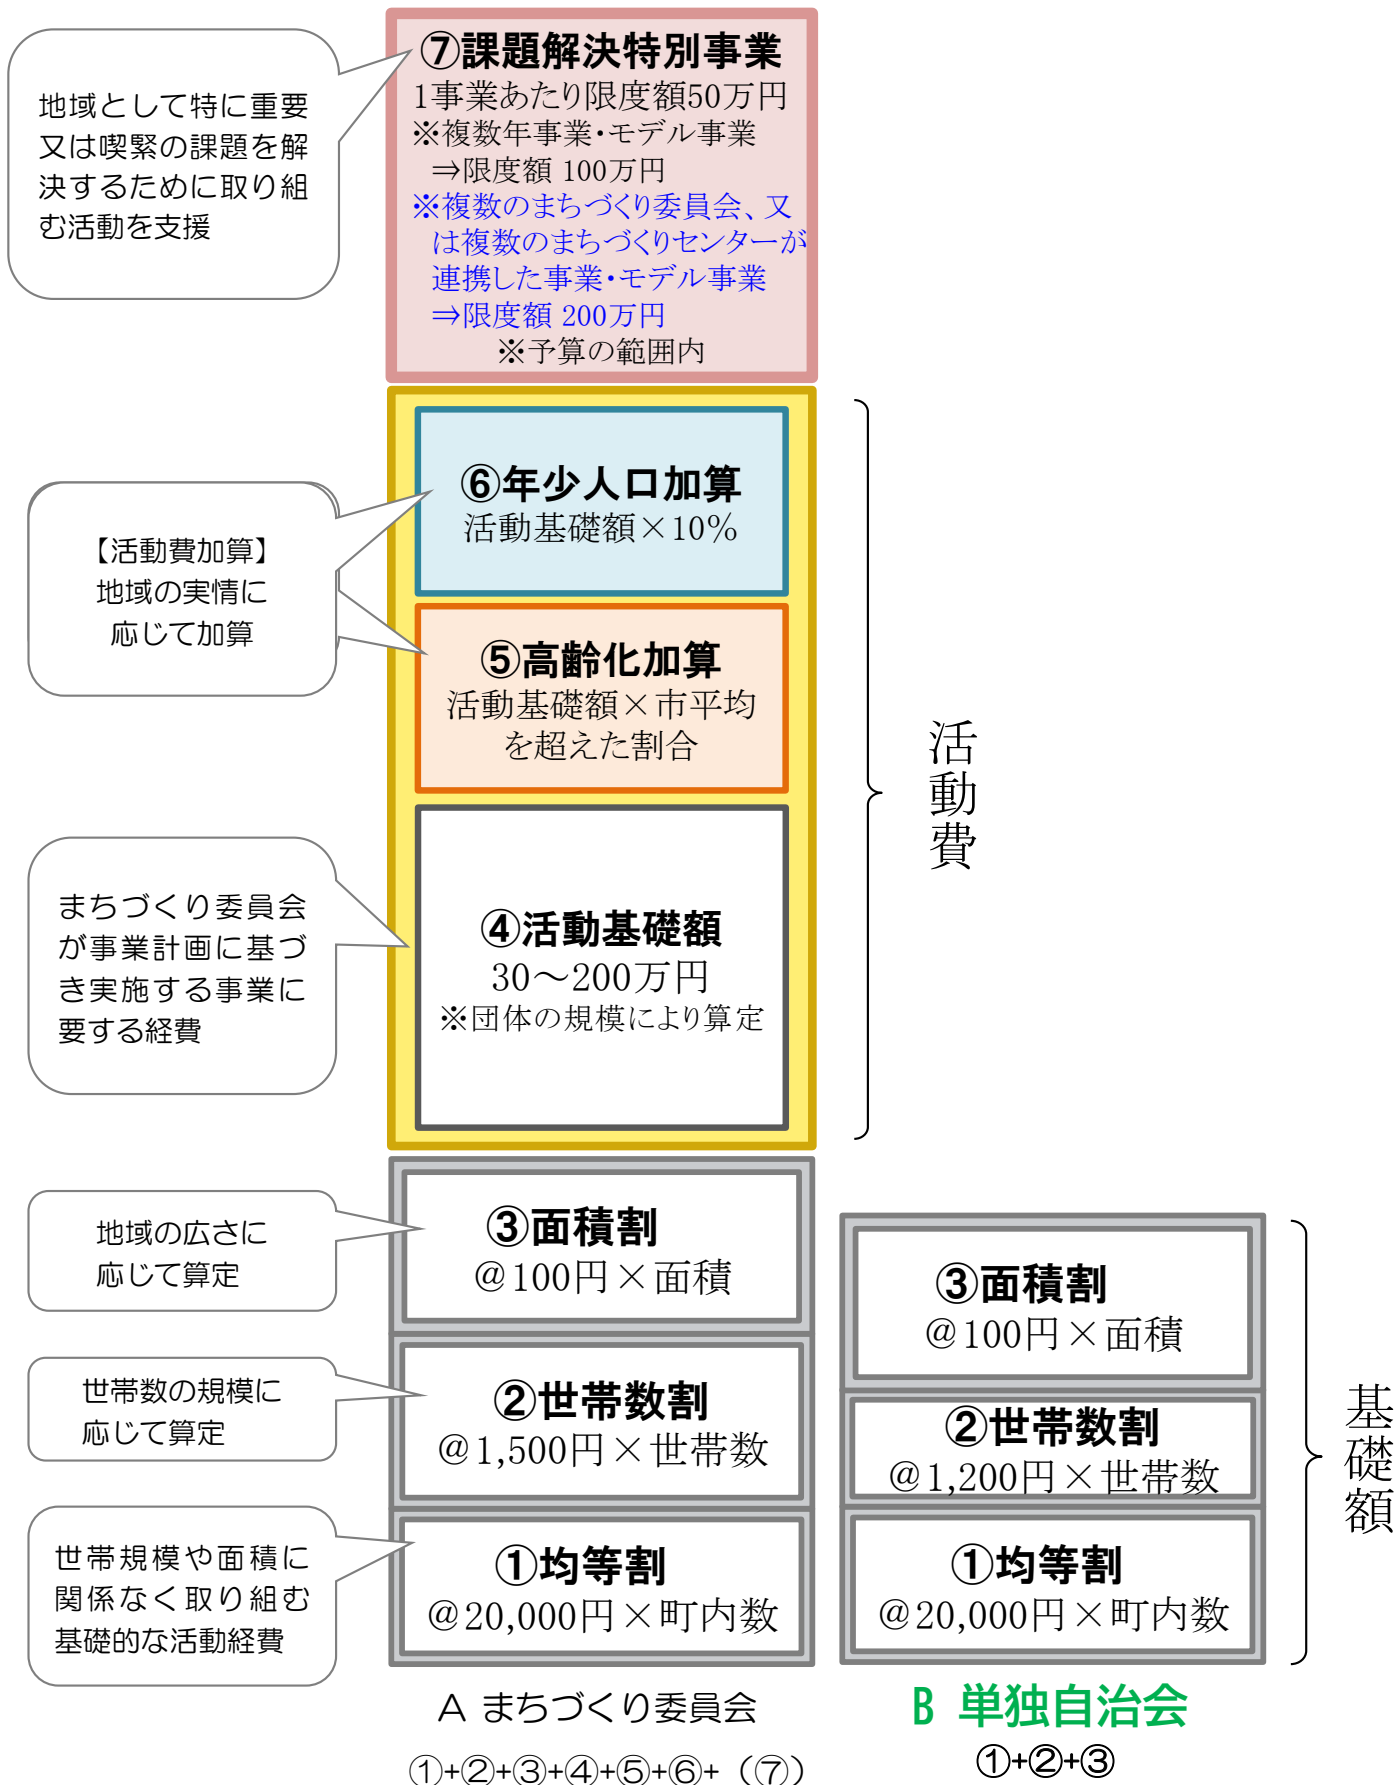 ⑦課題解決特別事業
1事業あたり限度額50万円
※複数年事業・モデル事業
⇒限度額 100万円
※複数のまちづくり委員会、又
は複数のまちづくりセンターが
連携した事業・モデル事業
⇒限度額 200万円
※予算の範囲内
地域として特に重要
又は喫緊の課題を解
決するために取り組
む活動を支援
⑥年少人口加算
活動基礎額×10%
【活動費加算】
地域の実情に
応じて加算
⑤高齢化加算
活動基礎額×市平均
を超えた割合
活動費
④活動基礎額
30～200万円
※団体の規模により算定
まちづくり委員会
が事業計画に基づ
き実施する事業に
要する経費
③面積割
@100円×面積
地域の広さに
応じて算定
②世帯数割
@1,500円×世帯数
世帯数の規模に
応じて算定
①均等割
@20,000円×町内数
世帯規模や面積に
関係なく取り組む
基礎的な活動経費
③面積割
@100円×面積
②世帯数割
@1,200円×世帯数
①均等割
@20,000円×町内数
基礎額
A まちづくり委員会
①+②+③+④+⑤+⑥+（⑦）
B 単独自治会
①+②+③